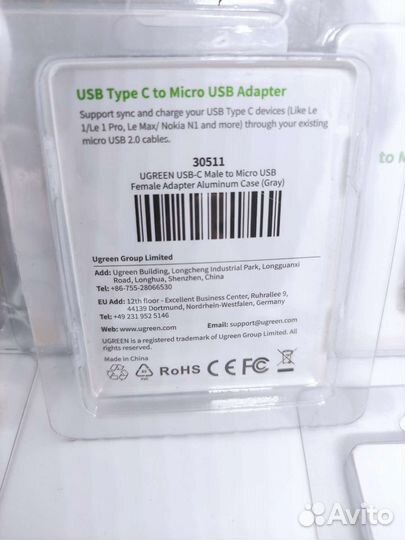 USB Type C to Micro USB Adapter
Support sync and charge your USB Type C devices (Like Le
1/Le 1 Pro, Le Max/ Nokia N1 and more) through your existing
micro USB 2.0 cables.
30511
UGREEN USB-C Male to Micro USB
Female Adapter Aluminum Case (Gray)
Ugreen Group Limited
Add: Ugreen Building, Longcheng Industrial Park, Longguanxi
Road, Longhua, Shenzhen, China
Tel: +86-755-28066530
EU Add: 12th floor - Excellent Business Center, Ruhrallee 9,
44139 Dortmund, Nordrhein-Westfalen, Germany
Tel: +49 231 952 5146
Web: www.ugreen.com Email: support@ugreen.com
UGREEN is a registered trademark of Ugreen Group Limited. All
rights reserved.
Made in China
RoHS CE FC
to M
Avito